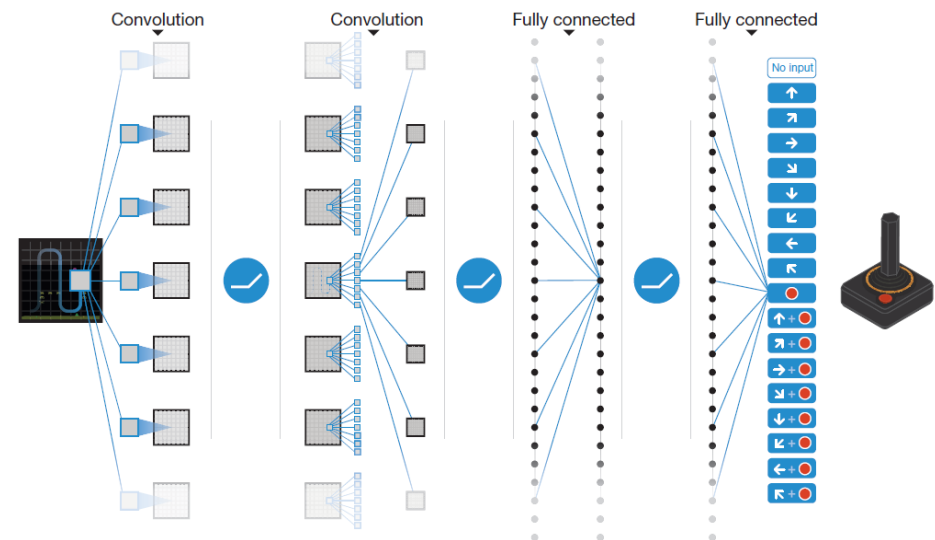 Convolution
Convolution
Fully connected
Fully connected
No input
+
+
+
+
+
+
+
+